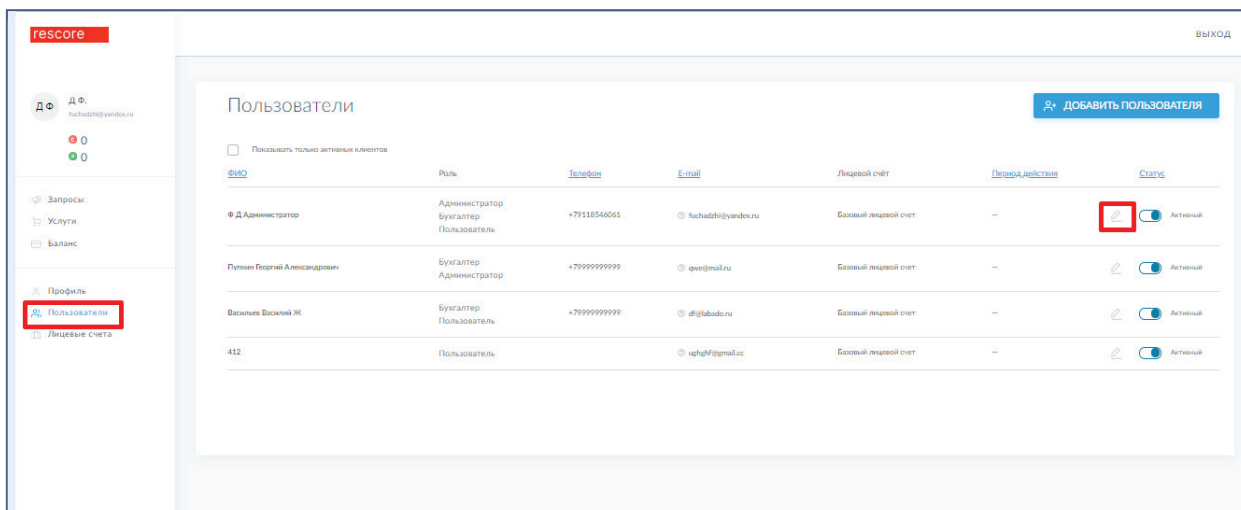 rescore
ВЫХОД
Д Ф
Д Ф.
fuchadzhi@yandex.ru
С 0
Р 0
Запросы
Услуги
Баланс
Профиль
Пользователи
Лицевые счета
Пользователи
ДОБАВИТЬ ПОЛЬЗОВАТЕЛЯ
Показывать только активных клиентов
ФИО Роль Телефон E-mail Лицевой счёт Период действия Статус
Ф Д Администратор Администратор Бухгалтер Пользователь +79118546061 fuchadzhi@yandex.ru Базовый лицевой счет — Активный
Пупкин Георгий Александрович Бухгалтер Администратор +79999999999 qwe@mail.ru Базовый лицевой счет — Активный
Васильев Василий Ж Бухгалтер Пользователь +79999999999 df@labado.ru Базовый лицевой счет — Активный
412 Пользователь ughghf@gmail.cc Базовый лицевой счет — Активный